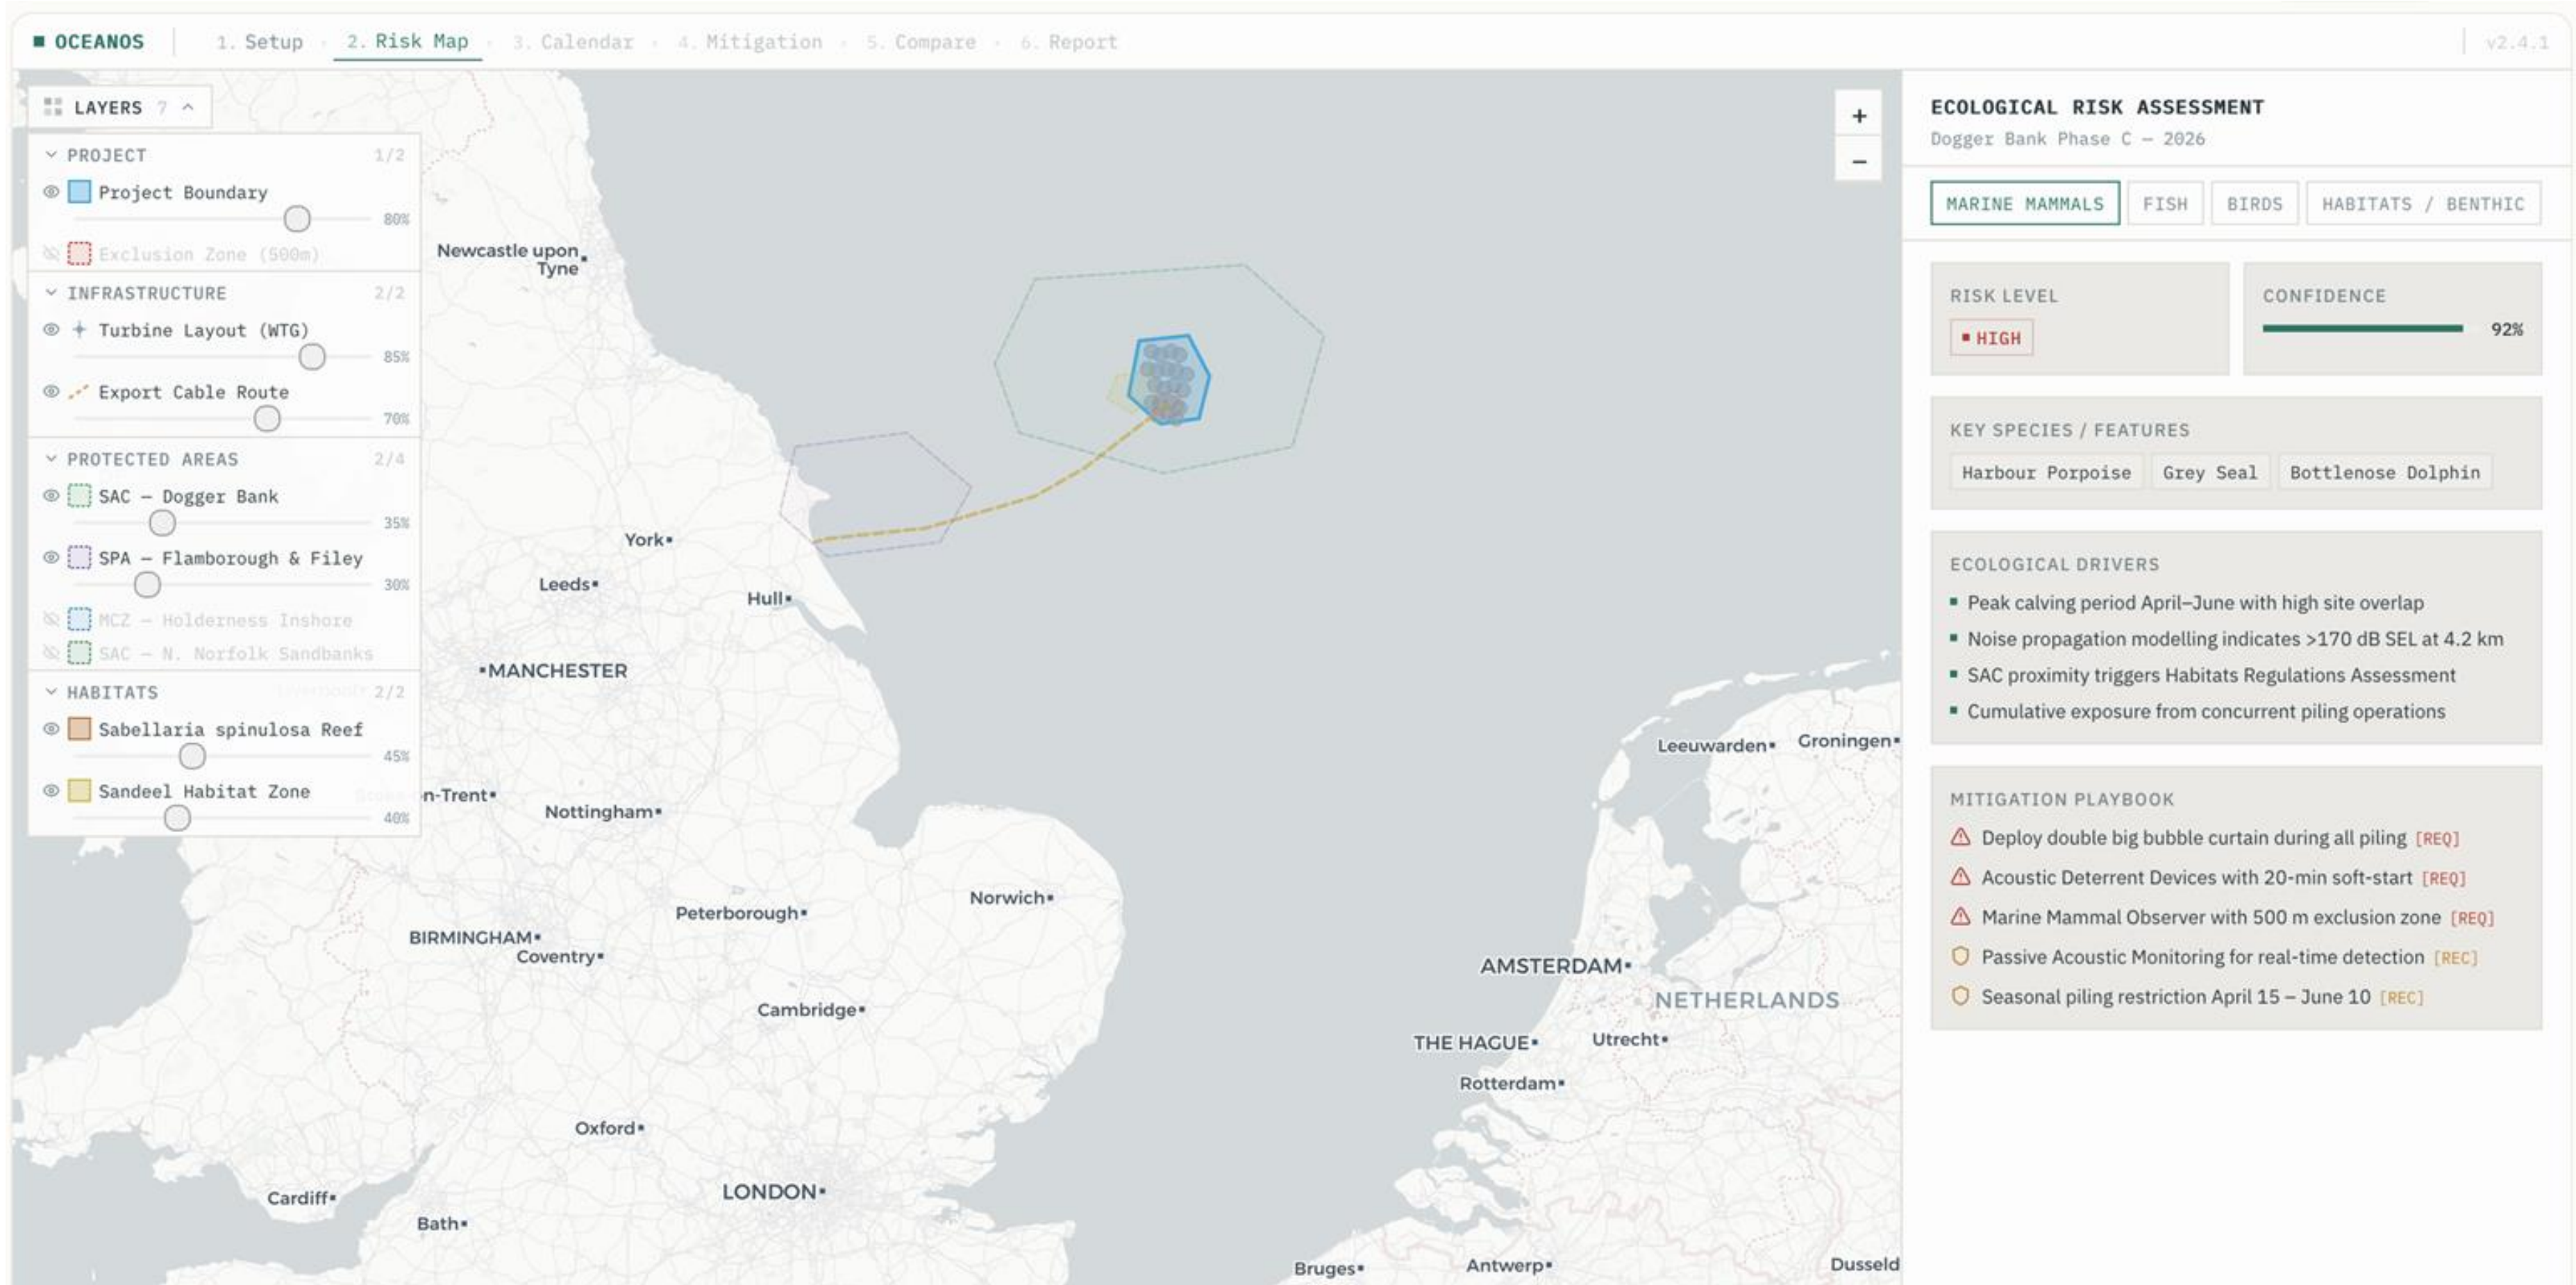 OCEANOS
1. Setup · 2. Risk Map · 3. Calendar · 4. Mitigation · 5. Compare · 6. Report
v2.4.1
LAYERS 7
PROJECT 1/2
Project Boundary
80%
Exclusion Zone (500m)
INFRASTRUCTURE 2/2
Turbine Layout (WTG)
85%
Export Cable Route
70%
PROTECTED AREAS 2/4
SAC – Dogger Bank
35%
SPA – Flamborough & Filey
30%
MCZ – Holderness Inshore
SAC – N. Norfolk Sandbanks
HABITATS 2/2
Sabellaria spinulosa Reef
45%
Sandeel Habitat Zone
40%
Newcastle upon
Tyne
York
Leeds
Hull
MANCHESTER
n-Trent
Nottingham
Leeuwarden
Groningen
Norwich
Peterborough
BIRMINGHAM
Coventry
AMSTERDAM
NETHERLANDS
Cambridge
THE HAGUE
Utrecht
Rotterdam
Oxford
LONDON
Cardiff
Bath
Bruges
Antwerp
Dusseld
ECOLOGICAL RISK ASSESSMENT
Dogger Bank Phase C – 2026
MARINE MAMMALS
FISH
BIRDS
HABITATS / BENTHIC
RISK LEVEL
HIGH
CONFIDENCE
92%
KEY SPECIES / FEATURES
Harbour Porpoise
Grey Seal
Bottlenose Dolphin
ECOLOGICAL DRIVERS
Peak calving period April–June with high site overlap
Noise propagation modelling indicates >170 dB SEL at 4.2 km
SAC proximity triggers Habitats Regulations Assessment
Cumulative exposure from concurrent piling operations
MITIGATION PLAYBOOK
Deploy double big bubble curtain during all piling [REQ]
Acoustic Deterrent Devices with 20-min soft-start [REQ]
Marine Mammal Observer with 500 m exclusion zone [REQ]
Passive Acoustic Monitoring for real-time detection [REC]
Seasonal piling restriction April 15 – June 10 [REC]